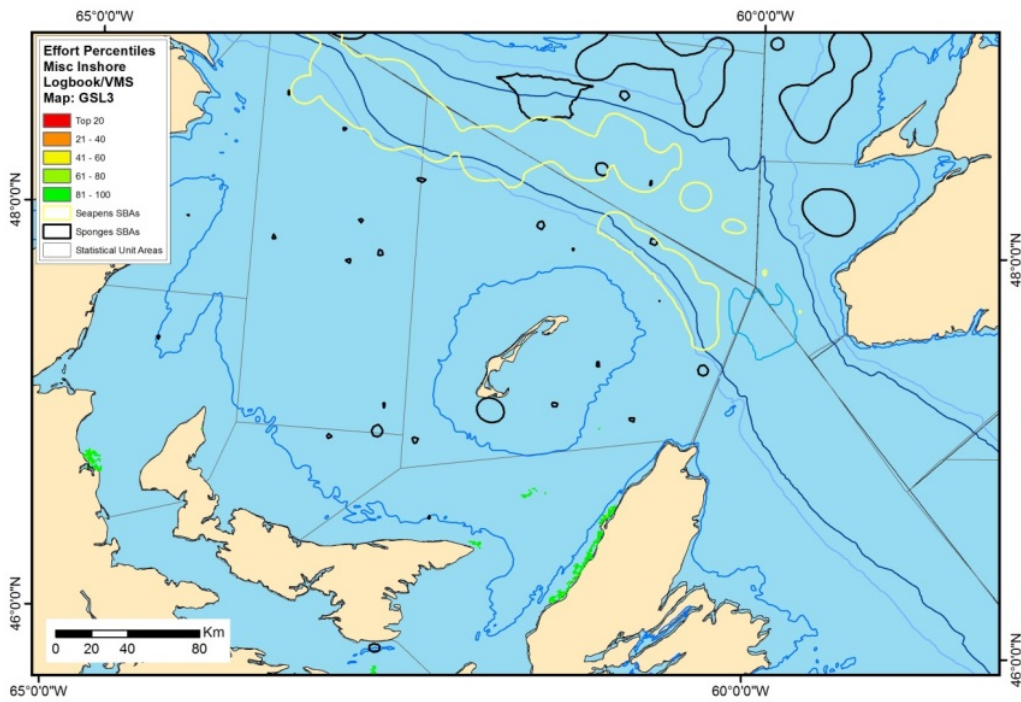 65°0'0"W
60°0'0"W
Effort Percentiles
Misc Inshore
Logbook/VMS
Map: GSL3
Top 20
21 - 40
41 - 60
61 - 80
81 - 100
Seapens SBAs
Sponges SBAs
Statistical Unit Areas
48°0'0"N
48°0'0"N
46°0'0"N
46°0'0"N
Km
0 20 40 80
65°0'0"W
60°0'0"W